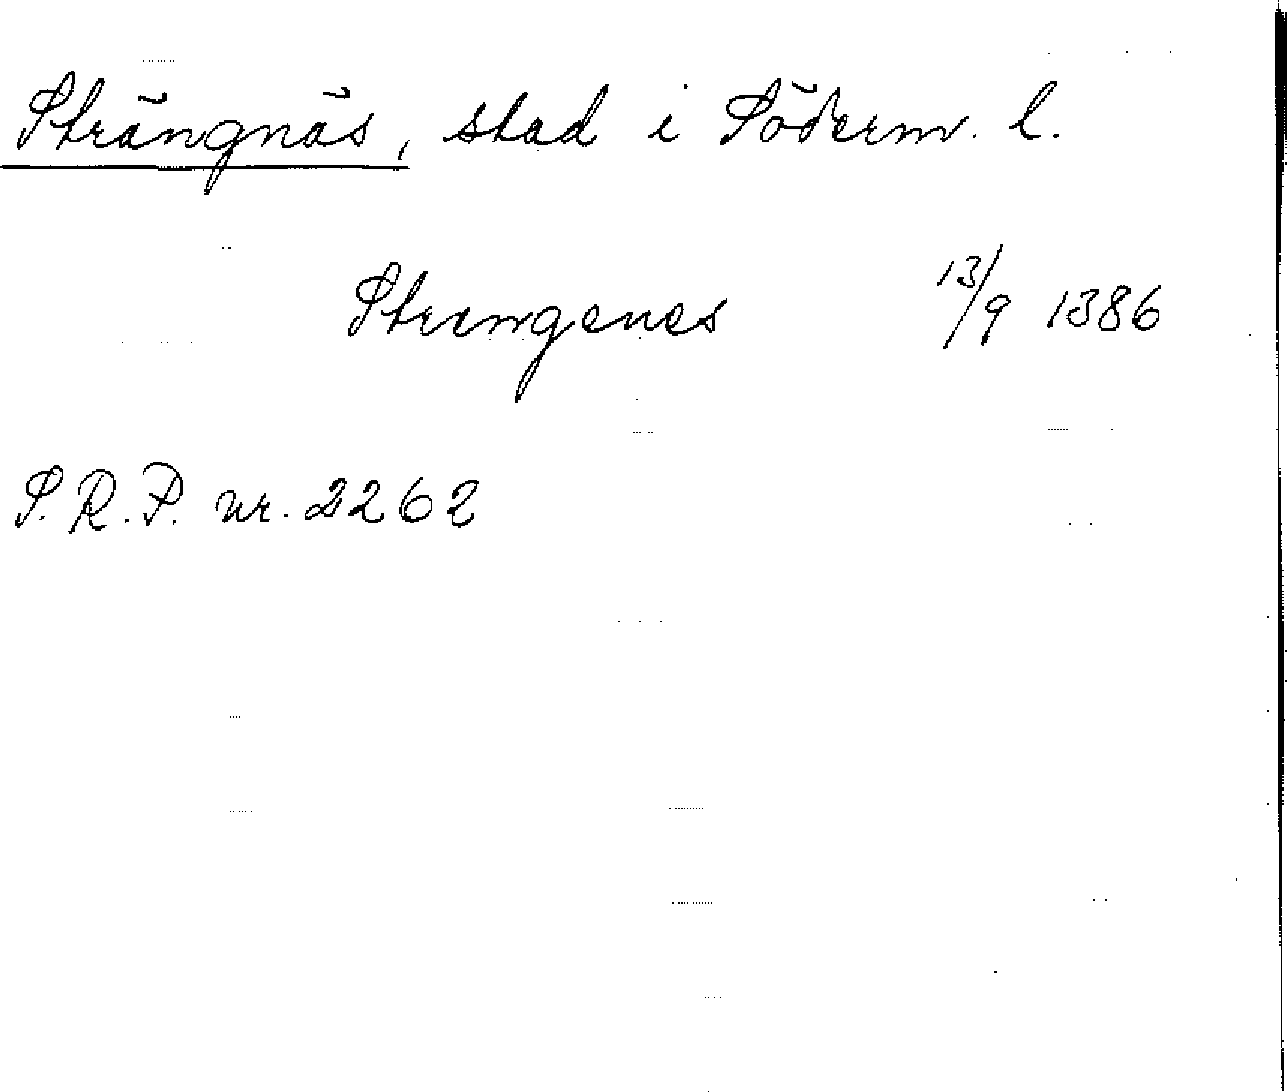 Strängnäs, stad i Söderm. l.
Strengenes 13/9 1386
S.R.P. nr. 2262